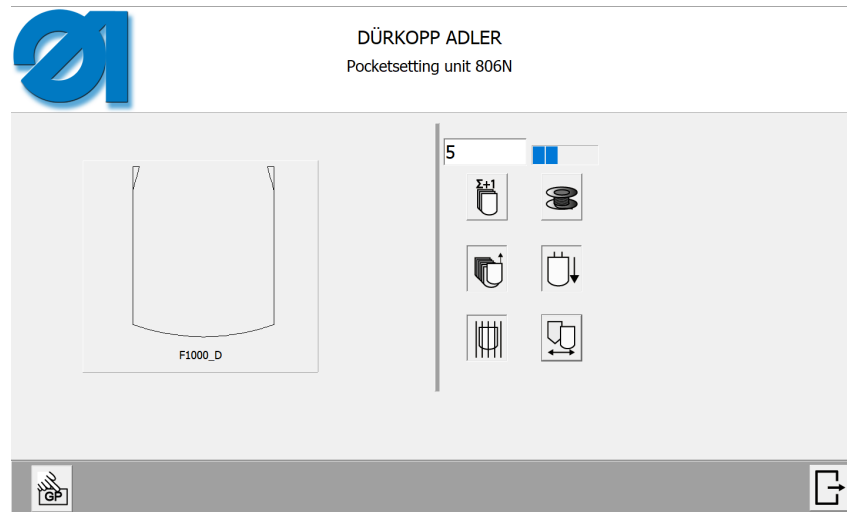 DÜRKOPP ADLER
Pocketsetting unit 806N
5
Σ+1
F1000_D
GP